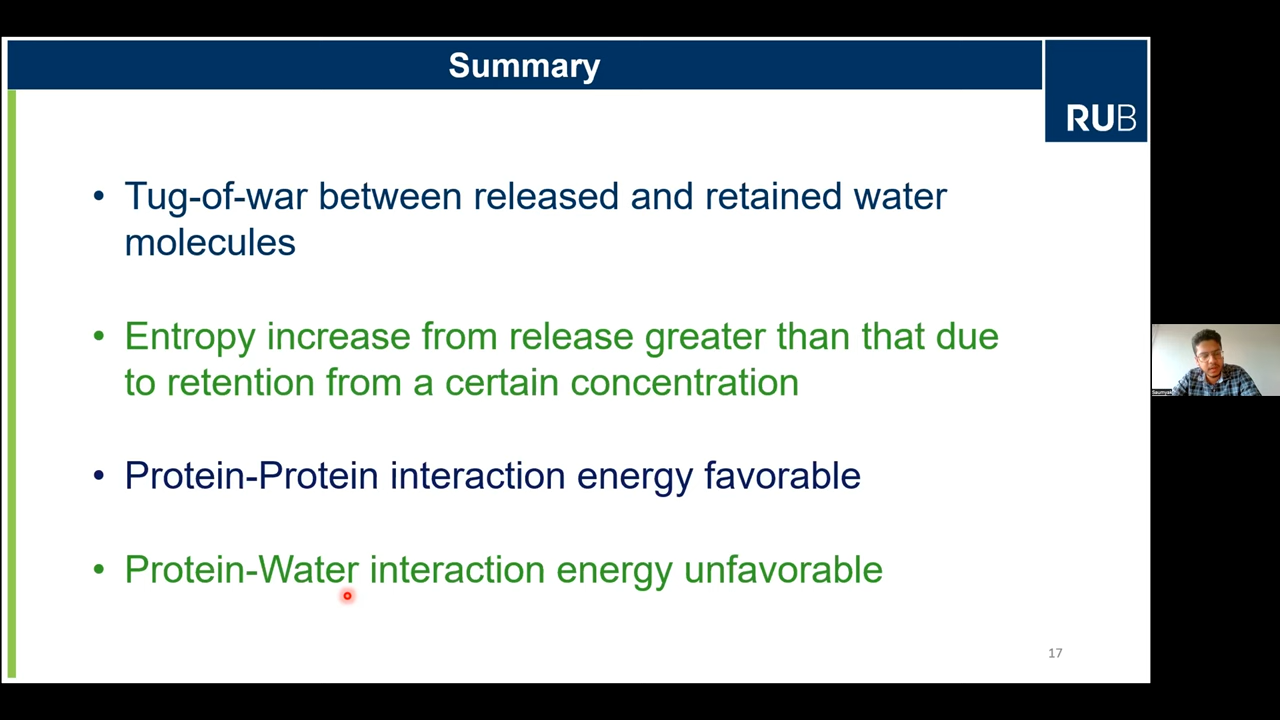 Summary
RUB
• Tug-of-war between released and retained water
molecules
• Entropy increase from release greater than that due
to retention from a certain concentration
• Protein-Protein interaction energy favorable
• Protein-Water interaction energy unfavorable
17